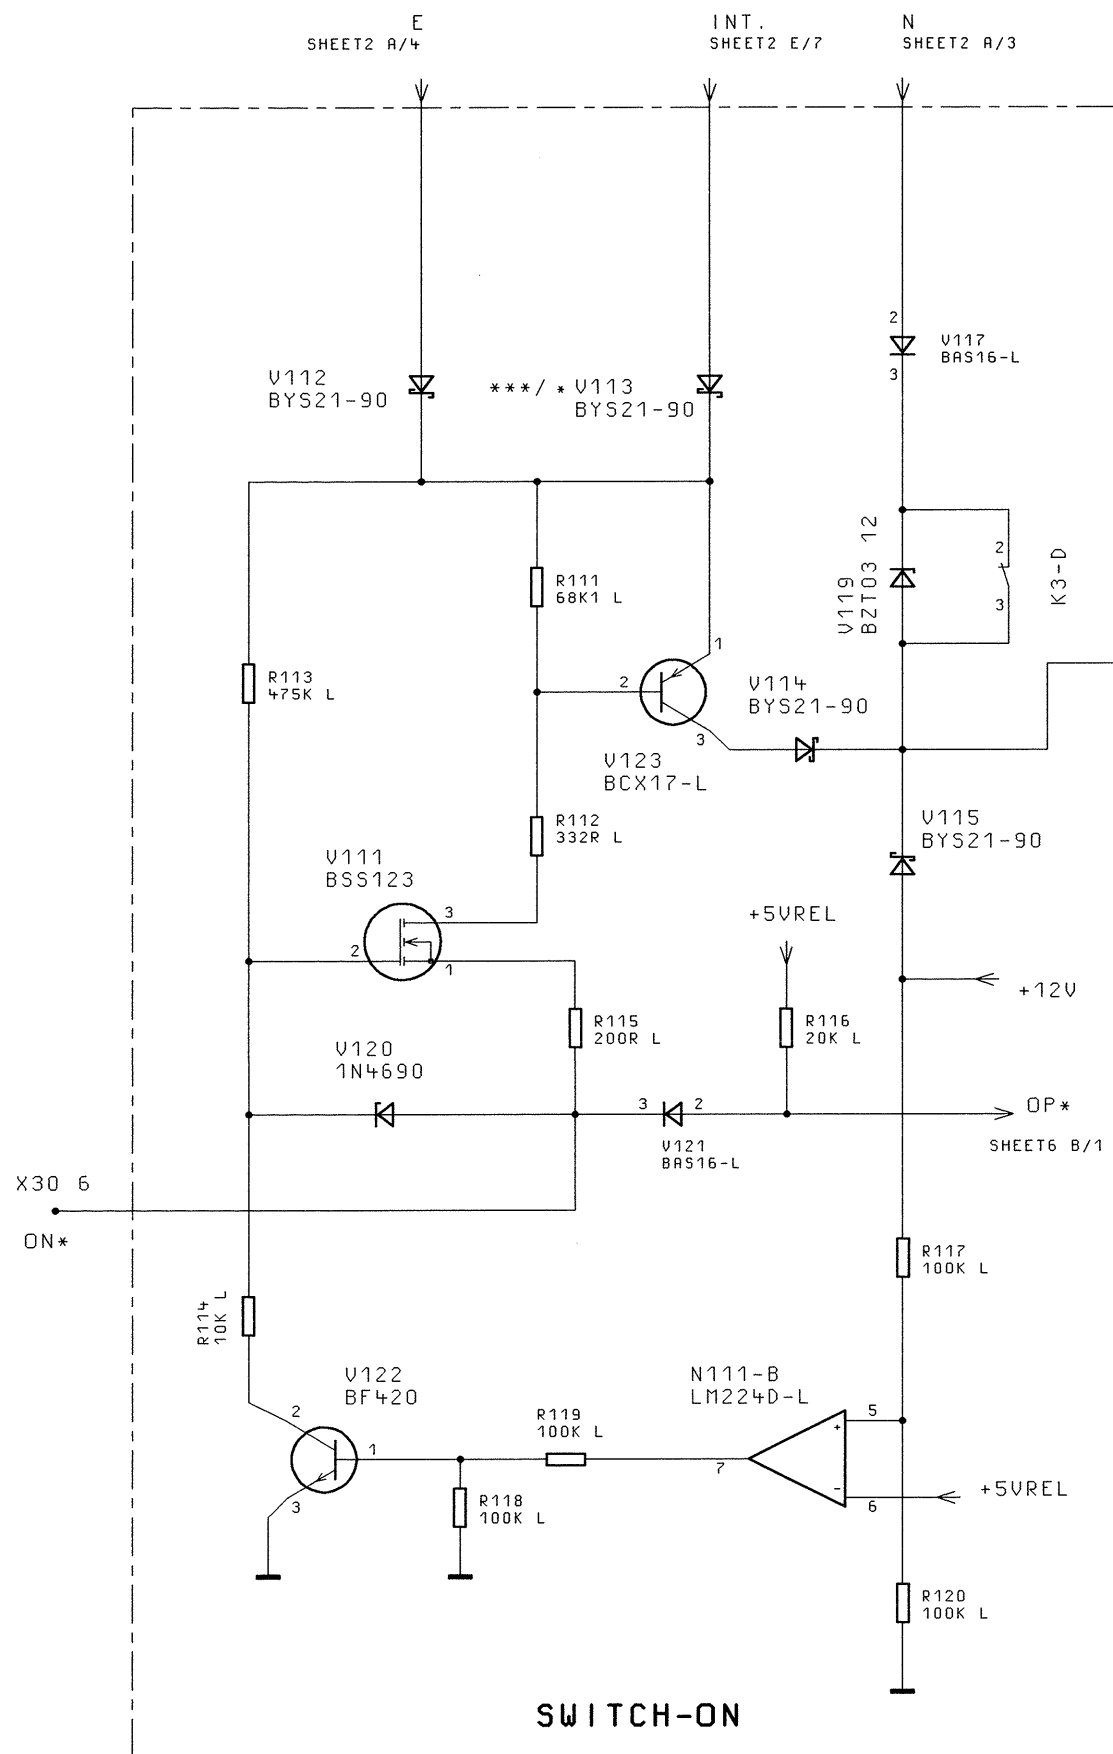 E
SHEET2 A/4
INT.
SHEET2 E/7
N
SHEET2 A/3
2
V117
BAS16-L
3
V112
BYS21-90
***/ * V113
BYS21-90
V119
BZT03 12
2
3
K3-D
R111
68K1 L
1
R113
475K L
2
V114
BYS21-90
3
V123
BCX17-L
R112
332R L
V115
BYS21-90
V111
BSS123
3
2
1
+5VREL
+12V
R115
200R L
R116
20K L
V120
1N4690
3
2
OP*
V121
BAS16-L
SHEET6 B/1
X30 6
ON*
R117
100K L
R114
10K L
V122
BF420
N111-B
LM224D-L
2
R119
100K L
5
+
1
7
-
6
+5VREL
3
R118
100K L
R120
100K L
SWITCH-ON